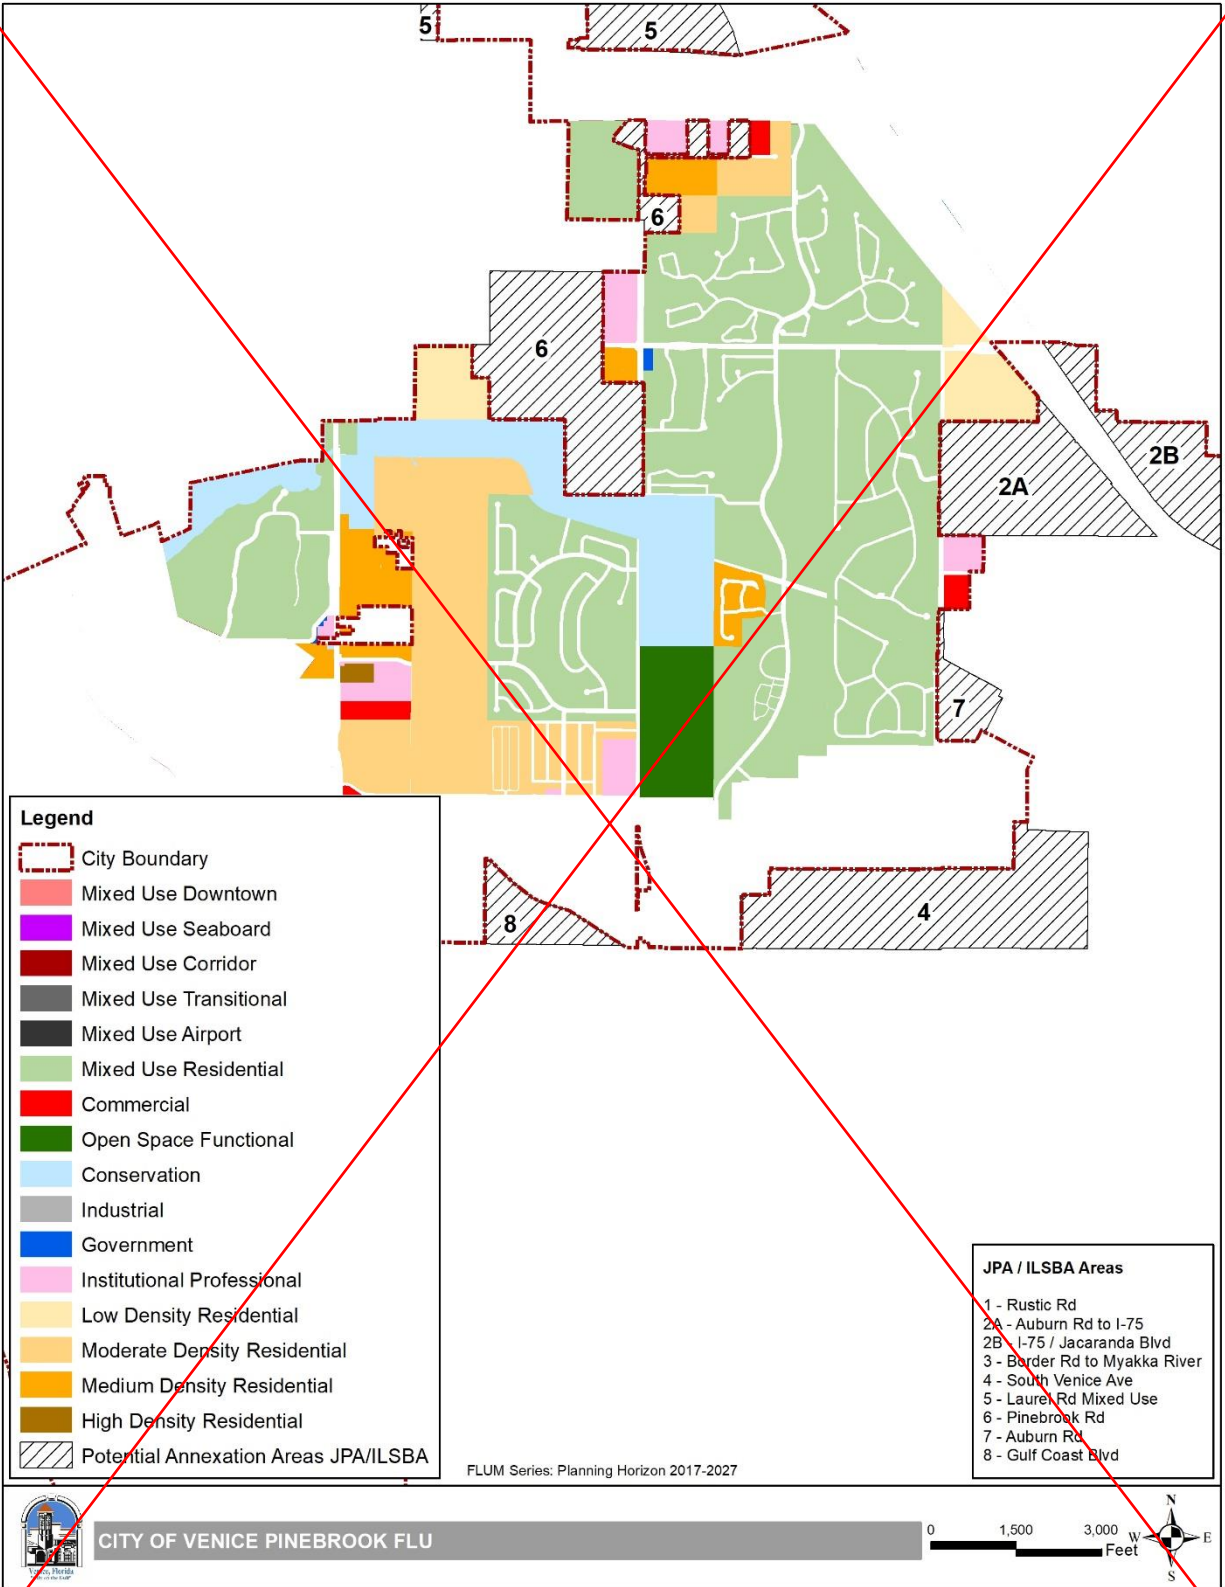 5
5
6
6
2B
2A
7
8
4
Legend
City Boundary
Mixed Use Downtown
Mixed Use Seaboard
Mixed Use Corridor
Mixed Use Transitional
Mixed Use Airport
Mixed Use Residential
Commercial
Open Space Functional
Conservation
Industrial
Government
Institutional Professional
Low Density Residential
Moderate Density Residential
Medium Density Residential
High Density Residential
Potential Annexation Areas JPA/ILSBA
FLUM Series: Planning Horizon 2017-2027
JPA / ILSBA Areas
1 - Rustic Rd
2A - Auburn Rd to I-75
2B - I-75 / Jacaranda Blvd
3 - Border Rd to Myakka River
4 - South Venice Ave
5 - Laurel Rd Mixed Use
6 - Pinebrook Rd
7 - Auburn Rd
8 - Gulf Coast Blvd
Venice, Florida
CITY OF VENICE PINEBROOK FLU
0 1,500 3,000
Feet
N
W E
S